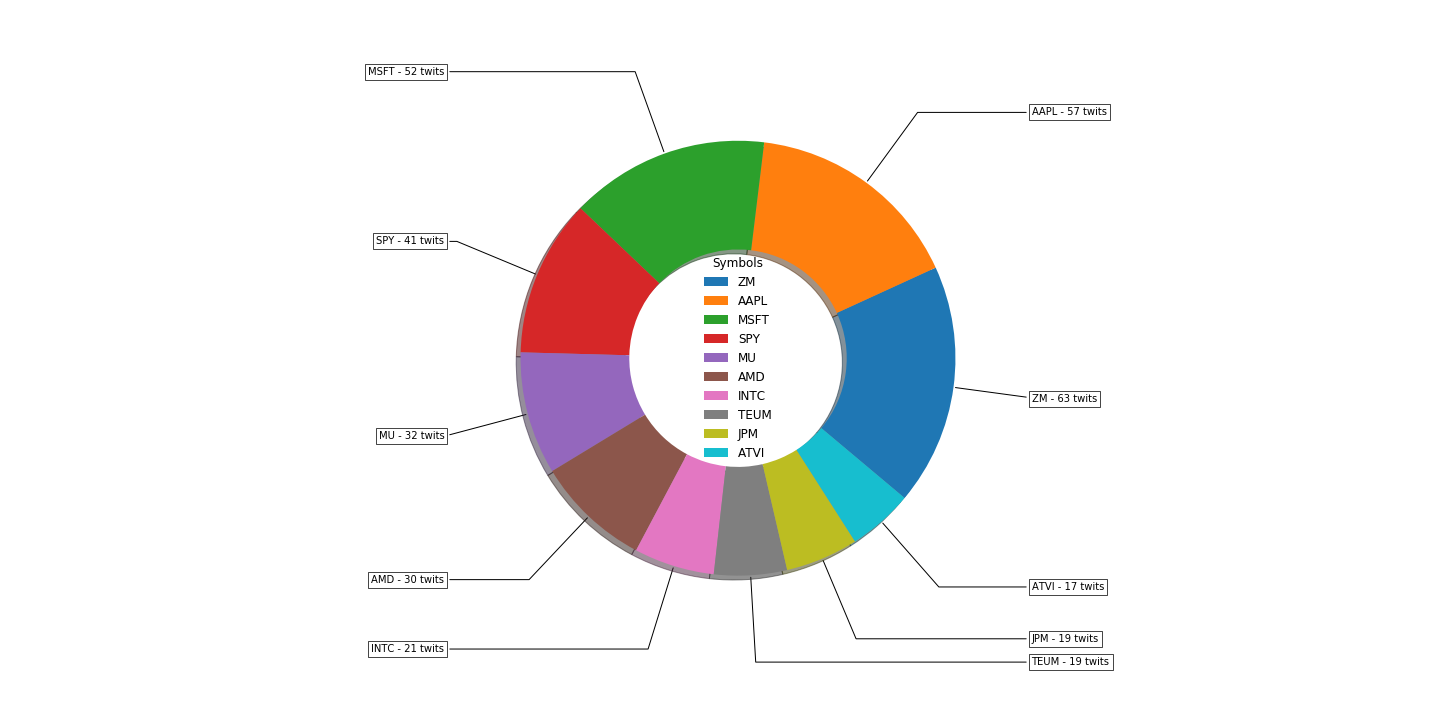 MSFT - 52 twits
AAPL - 57 twits
SPY - 41 twits
Symbols
ZM
AAPL
MSFT
SPY
MU
AMD
INTC
TEUM
JPM
ATVI
ZM - 63 twits
MU - 32 twits
AMD - 30 twits
ATVI - 17 twits
INTC - 21 twits
JPM - 19 twits
TEUM - 19 twits